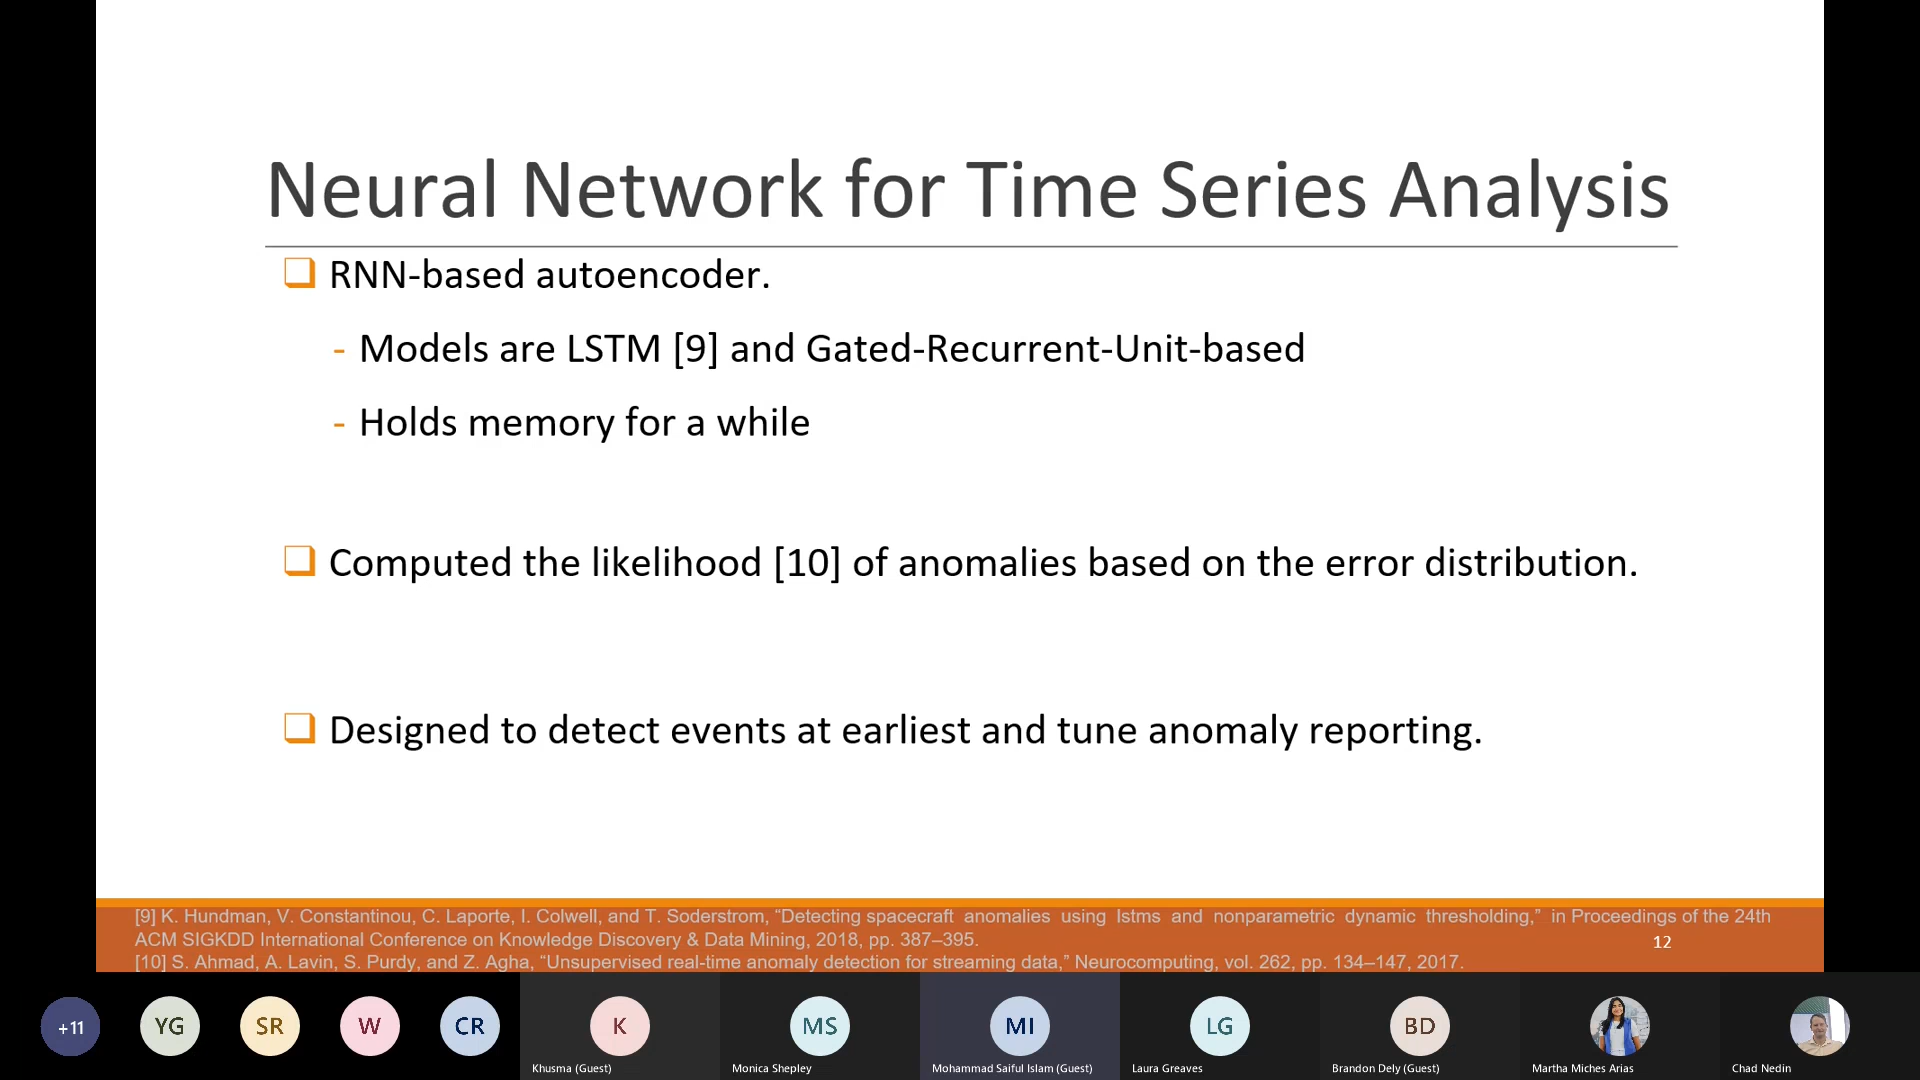 Neural Network for Time Series Analysis
RNN-based autoencoder.
- Models are LSTM [9] and Gated-Recurrent-Unit-based
- Holds memory for a while
Computed the likelihood [10] of anomalies based on the error distribution.
Designed to detect events at earliest and tune anomaly reporting.
[9] K. Hundman, V. Constantinou, C. Laporte, I. Colwell, and T. Soderstrom, “Detecting spacecraft anomalies using lstms and nonparametric dynamic thresholding,” in Proceedings of the 24th
ACM SIGKDD International Conference on Knowledge Discovery & Data Mining, 2018, pp. 387–395.
12
[10] S. Ahmad, A. Lavin, S. Purdy, and Z. Agha, “Unsupervised real-time anomaly detection for streaming data,” Neurocomputing, vol. 262, pp. 134–147, 2017.
+11 YG SR W CR K MS MI LG BD
Khusma (Guest) Monica Shepley Mohammad Saiful Islam (Guest) Laura Greaves Brandon Dely (Guest) Martha Miches Arias Chad Nedin